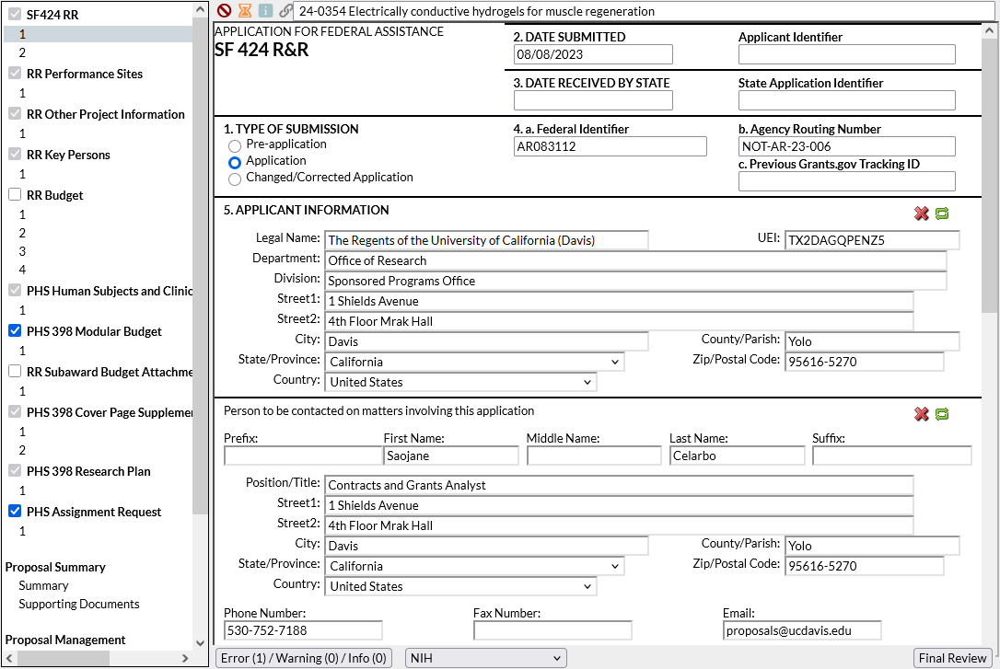 SF424 RR
1
2
RR Performance Sites
1
RR Other Project Information
1
RR Key Persons
1
RR Budget
1
2
3
4
PHS Human Subjects and Clinic
1
PHS 398 Modular Budget
1
RR Subaward Budget Attachme
1
PHS 398 Cover Page Supplemen
1
2
PHS 398 Research Plan
1
PHS Assignment Request
1
Proposal Summary
Summary
Supporting Documents
Proposal Management
24-0354 Electrically conductive hydrogels for muscle regeneration
APPLICATION FOR FEDERAL ASSISTANCE
SF 424 R&R
2. DATE SUBMITTED
08/08/2023
Applicant Identifier
3. DATE RECEIVED BY STATE
State Application Identifier
1. TYPE OF SUBMISSION
Pre-application
Application
Changed/Corrected Application
4. a. Federal Identifier
AR083112
b. Agency Routing Number
NOT-AR-23-006
c. Previous Grants.gov Tracking ID
5. APPLICANT INFORMATION
Legal Name: The Regents of the University of California (Davis) UEI: TX2DAGQPENZ5
Department: Office of Research
Division: Sponsored Programs Office
Street1: 1 Shields Avenue
Street2: 4th Floor Mrak Hall
City: Davis County/Parish: Yolo
State/Province: California Zip/Postal Code: 95616-5270
Country: United States
Person to be contacted on matters involving this application
Prefix: First Name: Middle Name: Last Name: Suffix:
Saojane Celarbo
Position/Title: Contracts and Grants Analyst
Street1: 1 Shields Avenue
Street2: 4th Floor Mrak Hall
City: Davis County/Parish: Yolo
State/Province: California Zip/Postal Code: 95616-5270
Country: United States
Phone Number: Fax Number: Email:
530-752-7188 proposals@ucdavis.edu
Error (1) / Warning (0) / Info (0) NIH Final Review